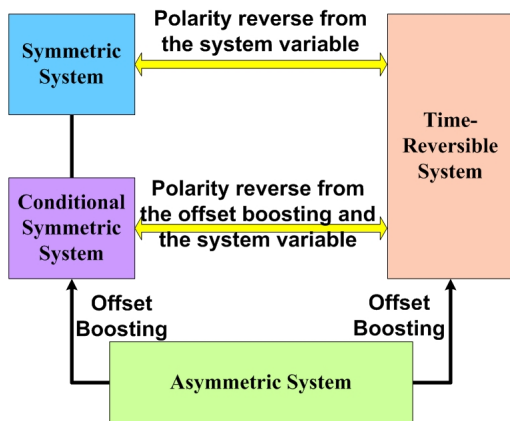 Polarity reverse from
the system variable
Symmetric
System
Time-
Reversible
System
Conditional
Symmetric
System
Polarity reverse from
the offset boosting and
the system variable
Offset
Boosting
Offset
Boosting
Asymmetric System